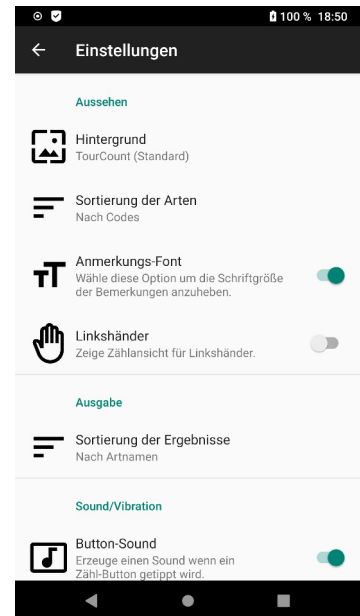 100 % 18:50
Einstellungen
Aussehen
Hintergrund
TourCount (Standard)
Sortierung der Arten
Nach Codes
Anmerkungs-Font
Wähle diese Option um die Schriftgröße
der Bemerkungen anzuheben.
Linkshänder
Zeige Zählansicht für Linkshänder.
Ausgabe
Sortierung der Ergebnisse
Nach Artnamen
Sound/Vibration
Button-Sound
Erzeuge einen Sound wenn ein
Zähl-Button getippt wird.